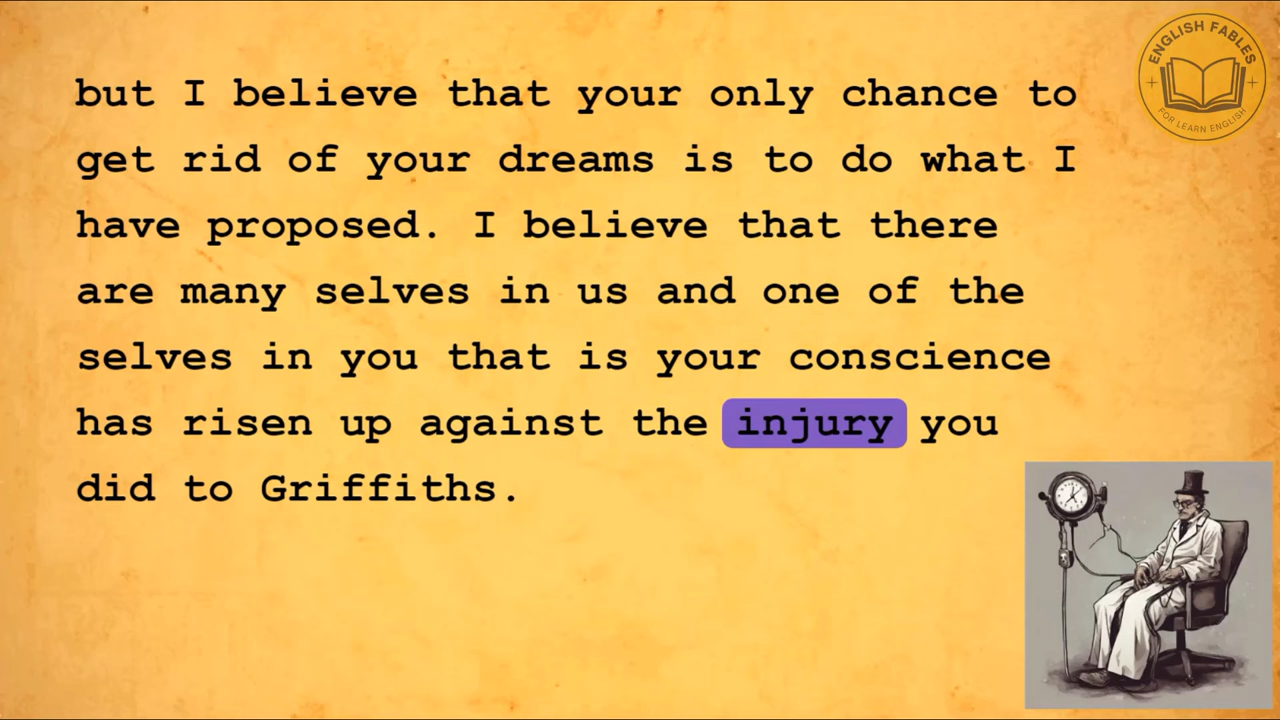 but I believe that your only chance to
get rid of your dreams is to do what I
have proposed. I believe that there
are many selves in us and one of the
selves in you that is your conscience
has risen up against the injury you
did to Griffiths.
ENGLISH FABLES
FOR LEARN ENGLISH